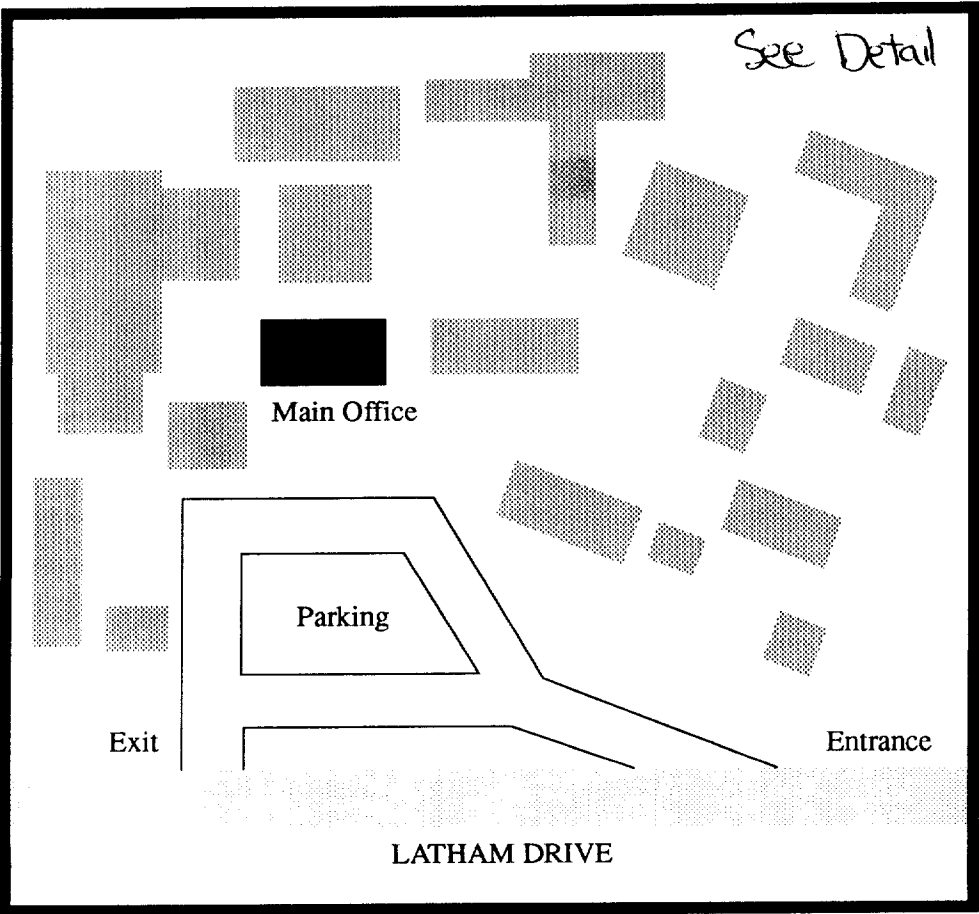 See Detail
Main Office
Parking
Exit
Entrance
LATHAM DRIVE